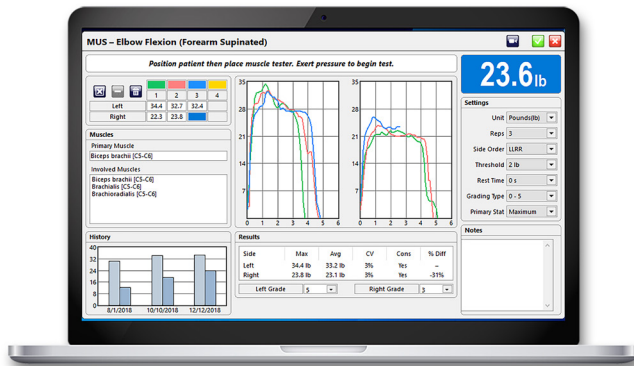 MUS – Elbow Flexion (Forearm Supinated)
Position patient then place muscle tester. Exert pressure to begin test.
23.6 lb
1 2 3 4
Left 34.4 32.7 32.4
Right 22.3 23.8
Muscles
Primary Muscle
Biceps brachii [C5-C6]
Involved Muscles
Biceps brachii [C5-C6]
Brachialis [C5-C6]
Brachioradialis [C5-C6]
35
28
21
14
7
0 1 2 3 4 5 6
35
28
21
14
7
0 1 2 3 4 5 6
Settings
Unit Pounds(lb)
Reps 3
Side Order LLRR
Threshold 2 lb
Rest Time 0 s
Grading Type 0 - 5
Primary Stat Maximum
History
40
32
24
16
8
0
8/1/2018 10/10/2018 12/12/2018
Results
Side Max Avg CV Cons % Diff
Left 34.4 lb 33.2 lb 3% Yes –
Right 23.8 lb 23.1 lb 3% Yes -31%
Left Grade 5 Right Grade 3
Notes